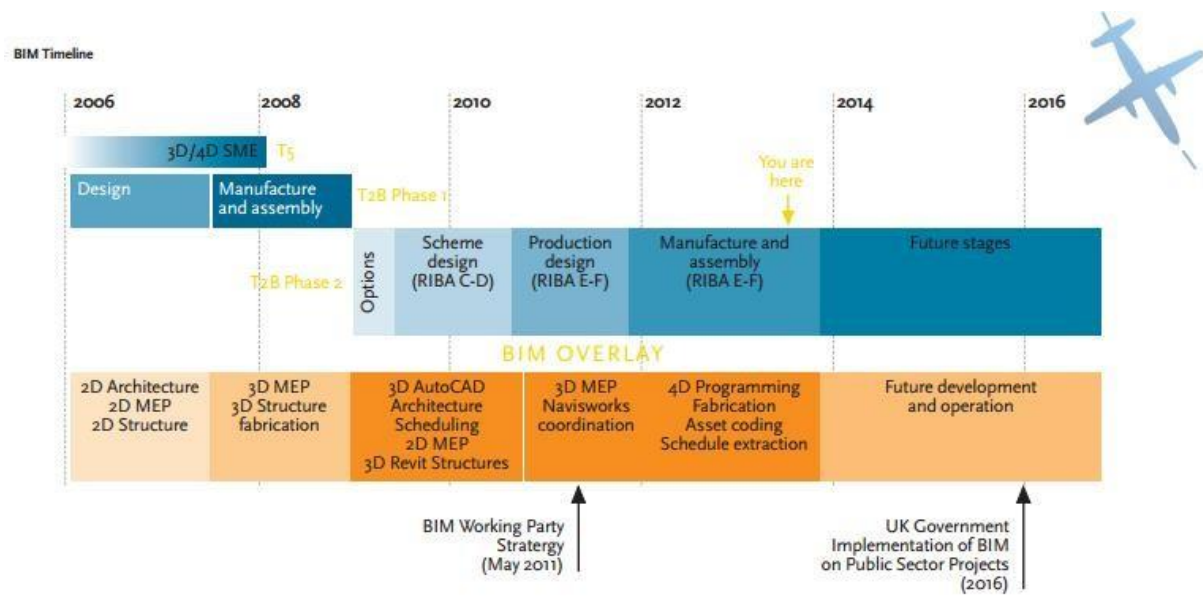 BIM Timeline
2006
2008
2010
2012
2014
2016
3D/4D SME
T5
Design
Manufacture
and assembly
T2B Phase 1
You are
here
T2B Phase 2
Options
Scheme
design
(RIBA C-D)
Production
design
(RIBA E-F)
Manufacture and
assembly
(RIBA E-F)
Future stages
BIM OVERLAY
2D Architecture
2D MEP
2D Structure
3D MEP
3D Structure
fabrication
3D AutoCAD
Architecture
Scheduling
2D MEP
3D Revit Structures
3D MEP
Navisworks
coordination
4D Programming
Fabrication
Asset coding
Schedule extraction
Future development
and operation
BIM Working Party
Stratergy
(May 2011)
UK Government
Implementation of BIM
on Public Sector Projects
(2016)